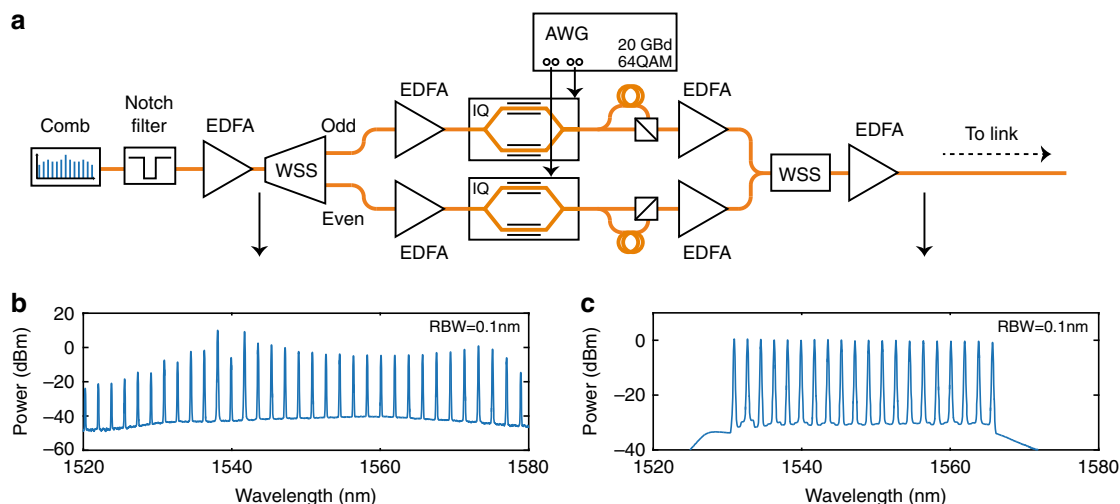 a
AWG
20 GBd
64QAM
Comb
Notch
filter
EDFA
WSS
Odd
Even
EDFA
IQ
EDFA
EDFA
IQ
EDFA
WSS
EDFA
To link
b
Power (dBm)
20
0
−20
−40
−60
RBW=0.1nm
1520
1540
1560
1580
Wavelength (nm)
c
Power (dBm)
0
−20
−40
RBW=0.1nm
1520
1540
1560
1580
Wavelength (nm)